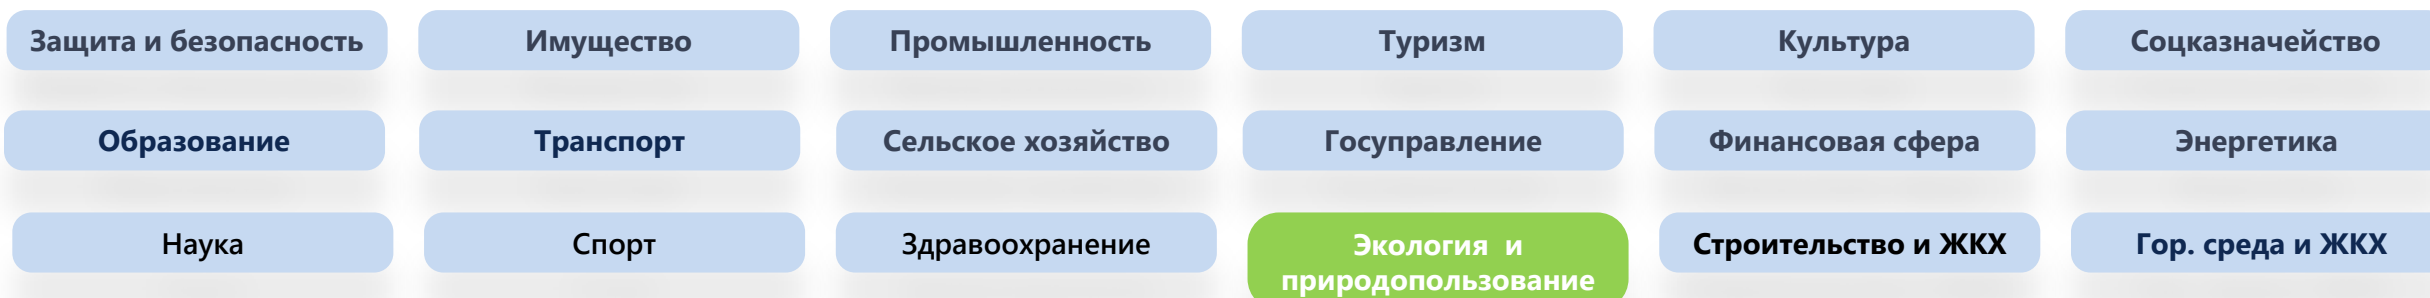 Защита и безопасность
Имущество
Промышленность
Туризм
Культура
Соцказначейство
Образование
Транспорт
Сельское хозяйство
Госуправление
Финансовая сфера
Энергетика
Наука
Спорт
Здравоохранение
Экология и
природопользование
Строительство и ЖКХ
Гор. среда и ЖКХ